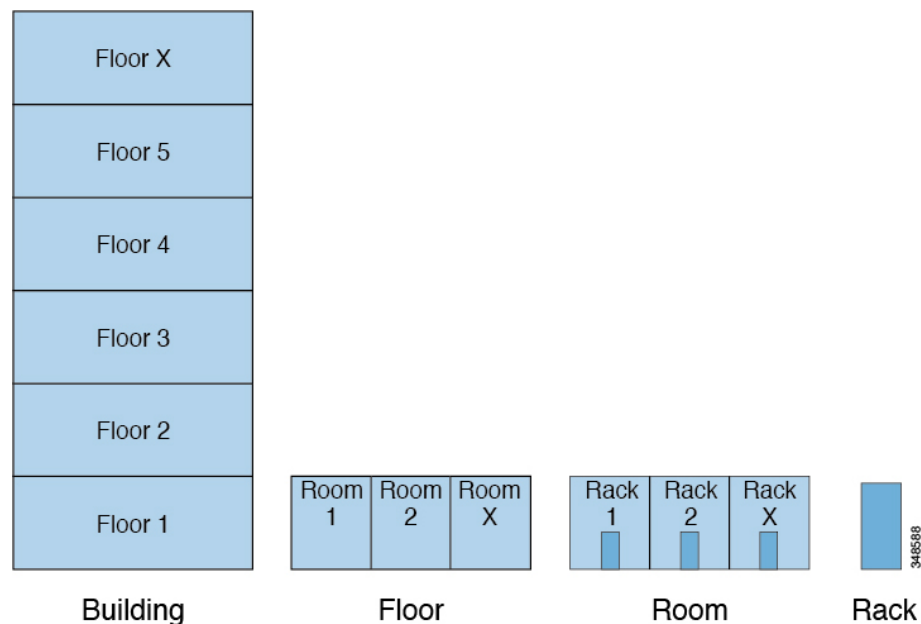 Floor X
Floor 5
Floor 4
Floor 3
Floor 2
Floor 1
Room
1
Room
2
Room
X
Rack
1
Rack
2
Rack
X
348588
Building
Floor
Room
Rack